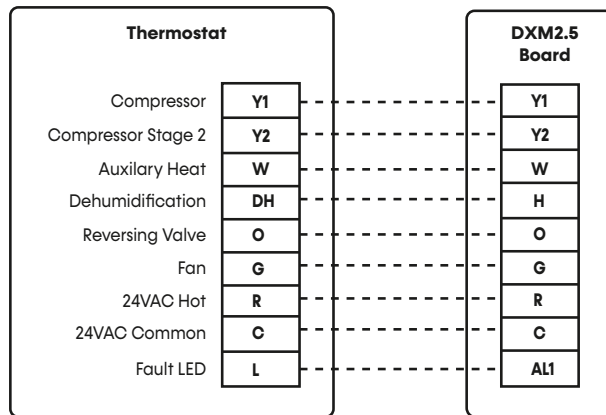 Thermostat
DXM2.5
Board
Compressor Y1 Y1
Compressor Stage 2 Y2 Y2
Auxilary Heat W W
Dehumidification DH H
Reversing Valve O O
Fan G G
24VAC Hot R R
24VAC Common C C
Fault LED L AL1